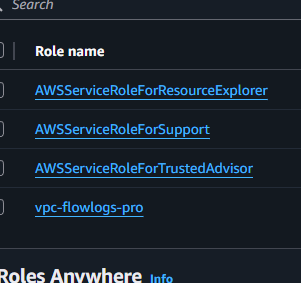 Search
Role name
AWSServiceRoleForResourceExplorer
AWSServiceRoleForSupport
AWSServiceRoleForTrustedAdvisor
vpc-flowlogs-pro
Roles Anywhere Info